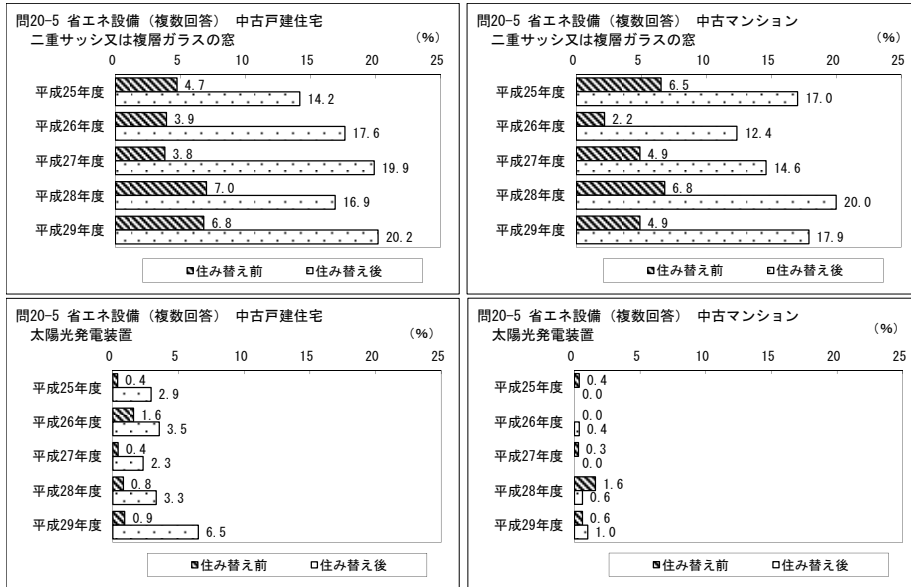 問20-5 省エネ設備（複数回答） 中古戸建住宅
二重サッシ又は複層ガラスの窓 （％）
0 5 10 15 20 25
平成25年度 4.7
14.2
平成26年度 3.9
17.6
平成27年度 3.8
19.9
平成28年度 7.0
16.9
平成29年度 6.8
20.2
住み替え前 住み替え後
問20-5 省エネ設備（複数回答） 中古マンション
二重サッシ又は複層ガラスの窓 （％）
0 5 10 15 20 25
平成25年度 6.5
17.0
平成26年度 2.2
12.4
平成27年度 4.9
14.6
平成28年度 6.8
20.0
平成29年度 4.9
17.9
住み替え前 住み替え後
問20-5 省エネ設備（複数回答） 中古戸建住宅
太陽光発電装置 （％）
0 5 10 15 20 25
平成25年度 0.4
2.9
平成26年度 1.6
3.5
平成27年度 0.4
2.3
平成28年度 0.8
3.3
平成29年度 0.9
6.5
住み替え前 住み替え後
問20-5 省エネ設備（複数回答） 中古マンション
太陽光発電装置 （％）
0 5 10 15 20 25
平成25年度 0.4
0.0
平成26年度 0.0
0.4
平成27年度 0.3
0.0
平成28年度 1.6
0.6
平成29年度 0.6
1.0
住み替え前 住み替え後